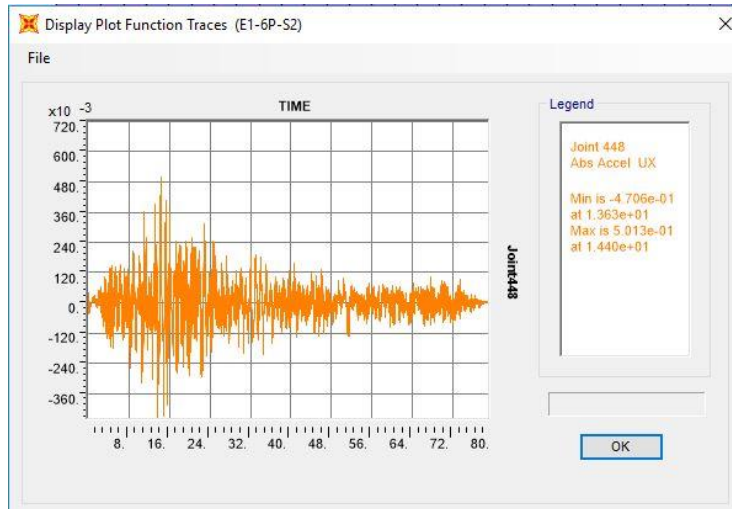 Display Plot Function Traces (E1-6P-S2)
File
x10 -3
TIME
720.
600.
480.
360.
240.
120.
0.
-120.
-240.
-360.
8. 16. 24. 32. 40. 48. 56. 64. 72. 80.
Joint448
Legend
Joint 448
Abs Accel UX
Min is -4.706e-01
at 1.363e+01
Max is 5.013e-01
at 1.440e+01
OK